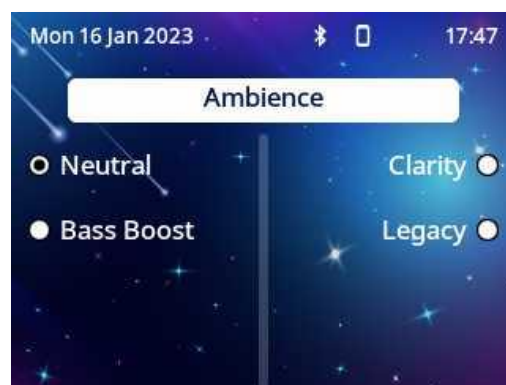 Mon 16 Jan 2023 17:47
Ambience
Neutral Clarity
Bass Boost Legacy